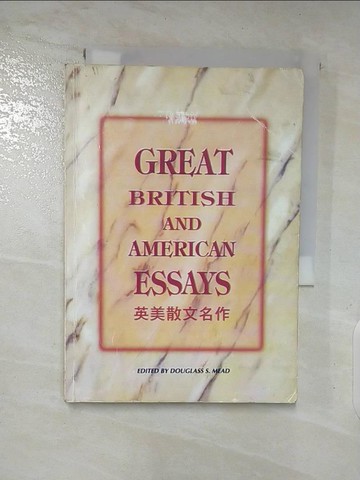 GREAT
BRITISH
AND
AMERICAN
ESSAYS
英美散文名作
EDITED BY DOUGLASS S. MEAD